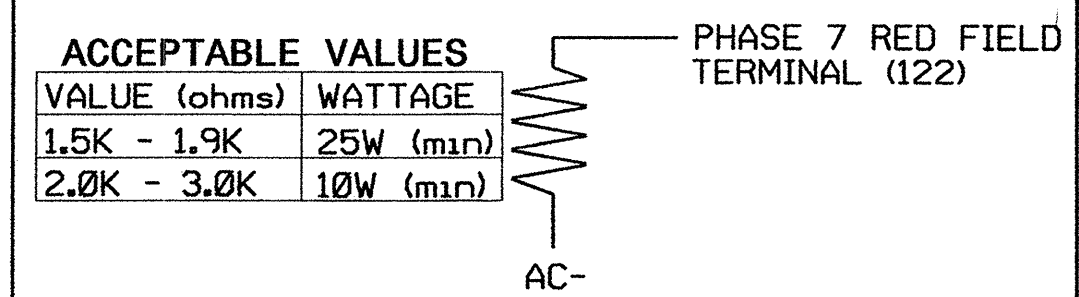 ACCEPTABLE VALUES
VALUE (ohms) WATTAGE
1.5K - 1.9K 25W (min)
2.0K - 3.0K 10W (min)
PHASE 7 RED FIELD
TERMINAL (122)
AC-